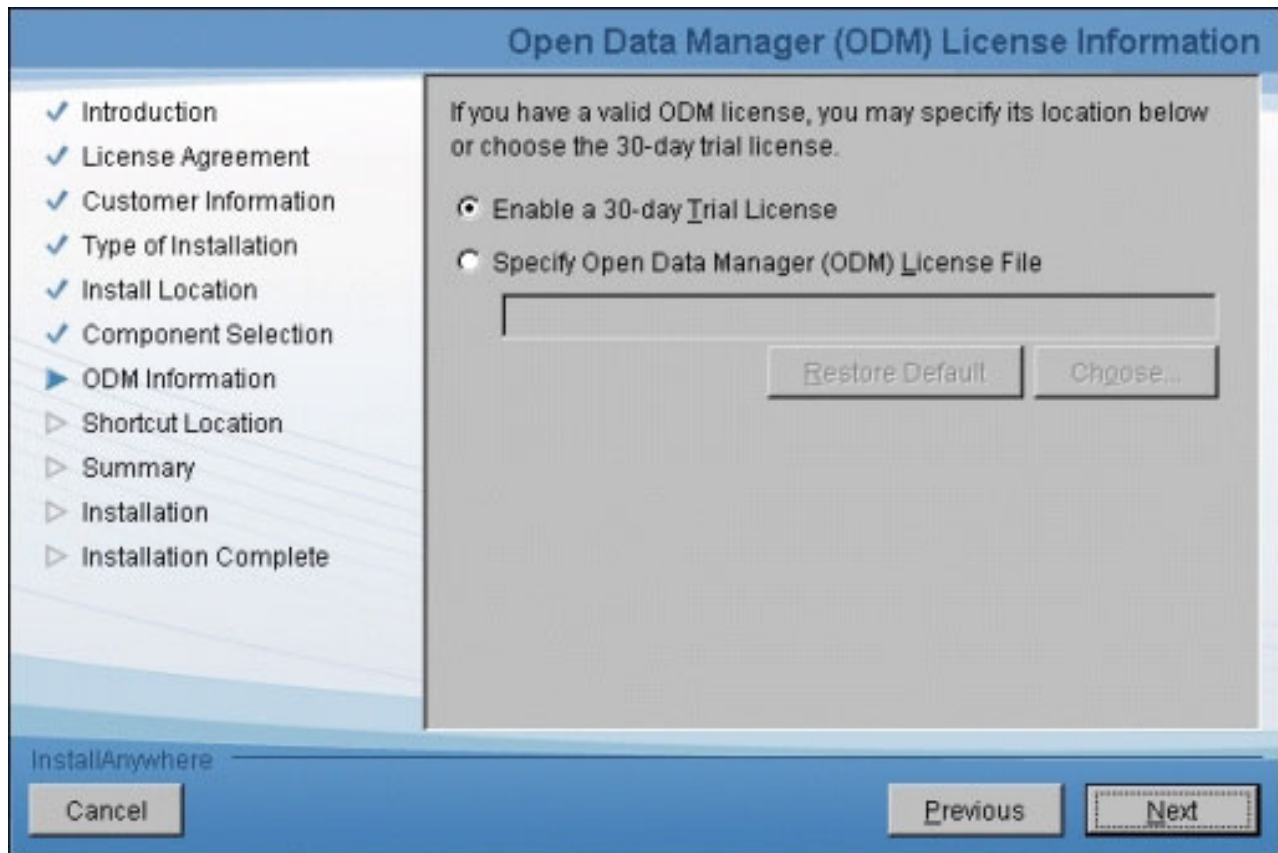 Open Data Manager (ODM) License Information
Introduction
License Agreement
Customer Information
Type of Installation
Install Location
Component Selection
ODM Information
Shortcut Location
Summary
Installation
Installation Complete
If you have a valid ODM license, you may specify its location below
or choose the 30-day trial license.
Enable a 30-day Trial License
Specify Open Data Manager (ODM) License File
Restore Default
Choose...
InstallAnywhere
Cancel
Previous
Next